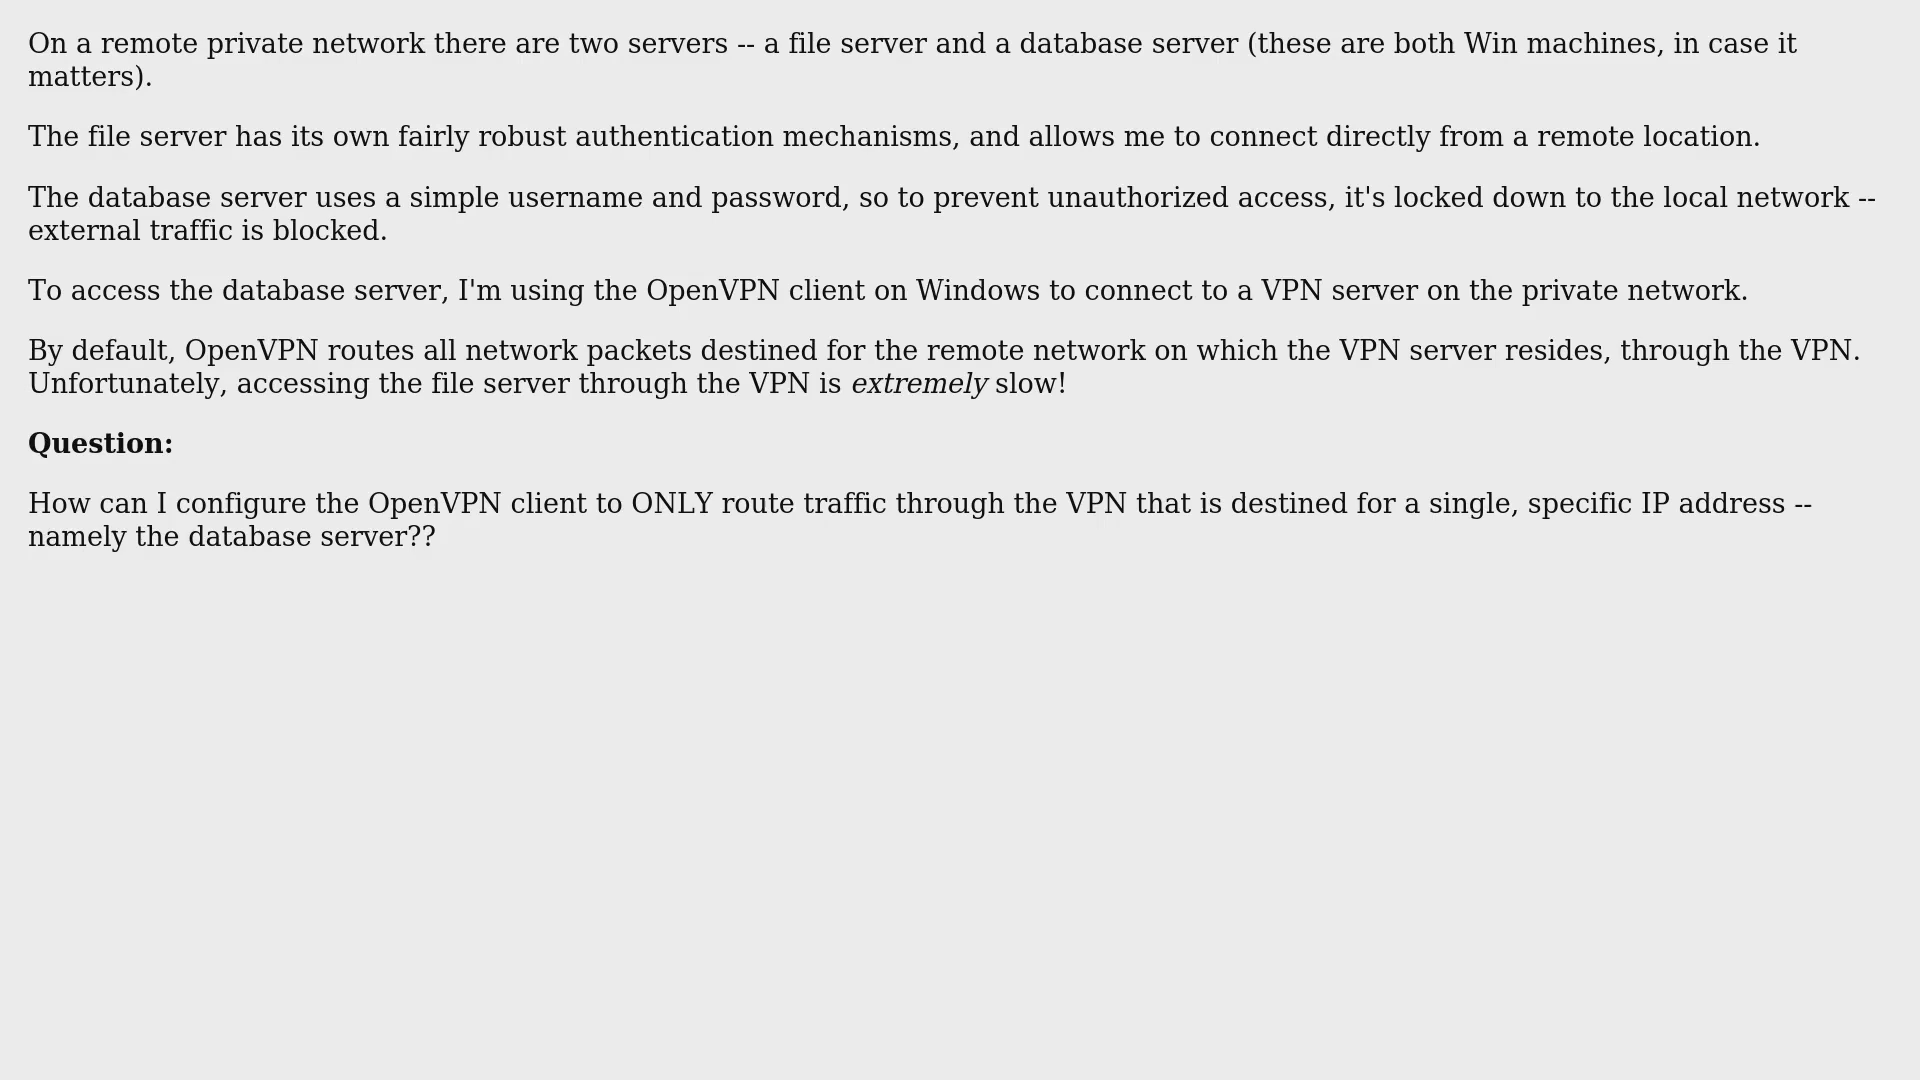 On a remote private network there are two servers -- a file server and a database server (these are both Win machines, in case it
matters).
The file server has its own fairly robust authentication mechanisms, and allows me to connect directly from a remote location.
The database server uses a simple username and password, so to prevent unauthorized access, it's locked down to the local network --
external traffic is blocked.
To access the database server, I'm using the OpenVPN client on Windows to connect to a VPN server on the private network.
By default, OpenVPN routes all network packets destined for the remote network on which the VPN server resides, through the VPN.
Unfortunately, accessing the file server through the VPN is extremely slow!
Question:
How can I configure the OpenVPN client to ONLY route traffic through the VPN that is destined for a single, specific IP address --
namely the database server??